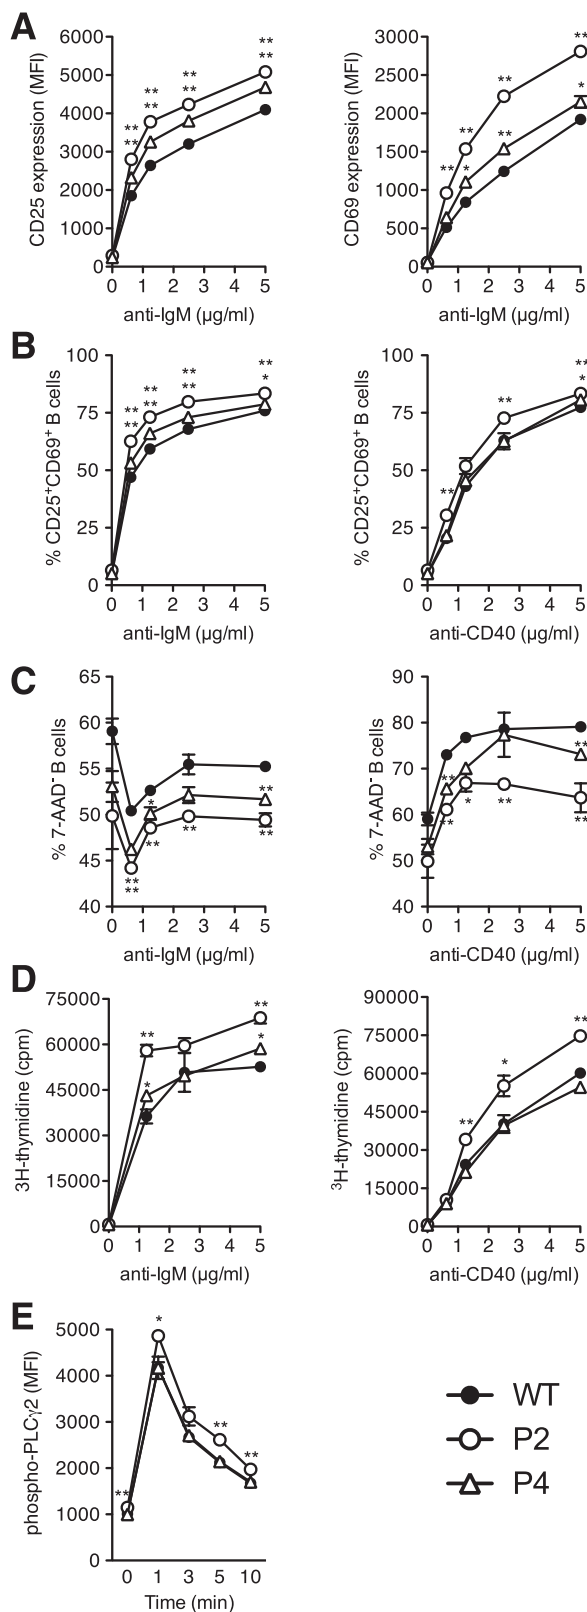 A
6000
5000
4000
3000
2000
1000
0
CD25 expression (MFI)
** ** ** ** **
** ** ** ** **
0 1 2 3 4 5
anti-IgM (µg/ml)
3000
2500
2000
1500
1000
500
0
CD69 expression (MFI)
** ** ** **
* ** *
0 1 2 3 4 5
anti-IgM (µg/ml)
B
100
75
50
25
0
% CD25⁺CD69⁺ B cells
** ** ** **
** ** ** *
0 1 2 3 4 5
anti-IgM (µg/ml)
100
75
50
25
0
% CD25⁺CD69⁺ B cells
** ** **
*
0 1 2 3 4 5
anti-CD40 (µg/ml)
C
65
60
55
50
45
40
% 7-AAD⁻ B cells
* **
** ** ** **
**
0 1 2 3 4 5
anti-IgM (µg/ml)
90
80
70
60
50
40
% 7-AAD⁻ B cells
** **
** * ** **
0 1 2 3 4 5
anti-CD40 (µg/ml)
D
75000
60000
45000
30000
15000
0
3H-thymidine (cpm)
** **
* *
0 1 2 3 4 5
anti-IgM (µg/ml)
90000
75000
60000
45000
30000
15000
0
³H-thymidine (cpm)
** * **
0 1 2 3 4 5
anti-CD40 (µg/ml)
E
5000
4000
3000
2000
1000
0
phospho-PLCγ2 (MFI)
** * ** **
0 1 3 5 10
Time (min)
WT
P2
P4